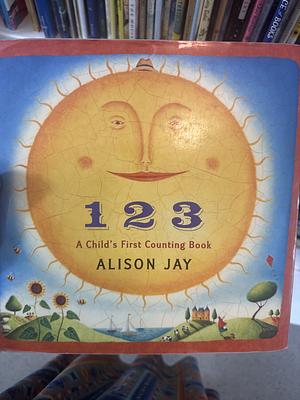 1 2 3
A Child's First Counting Book
ALISON JAY